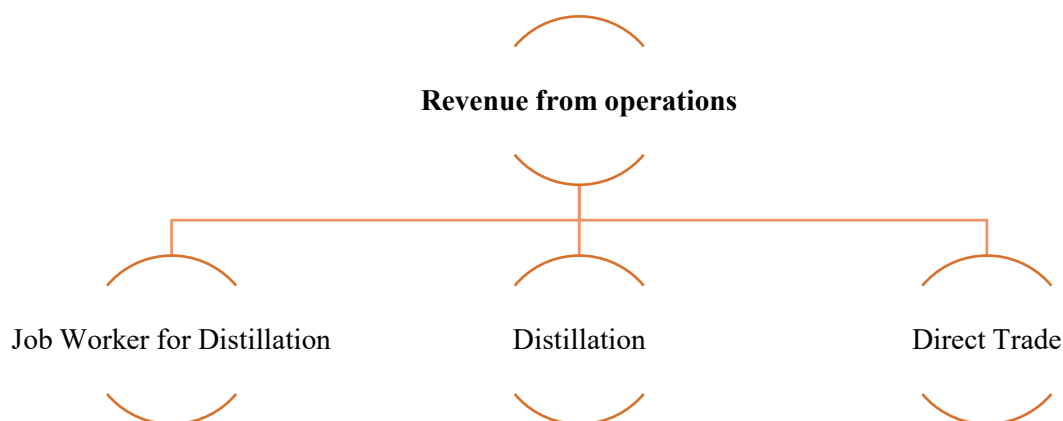 Revenue from operations
Job Worker for Distillation
Distillation
Direct Trade